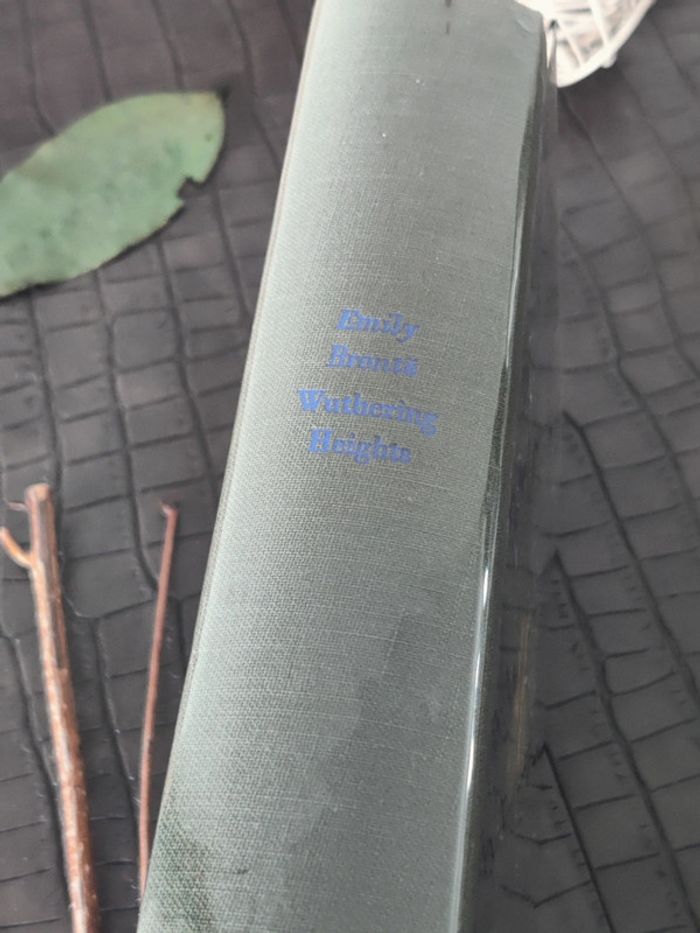 Emily
Brontë
Wuthering
Heights